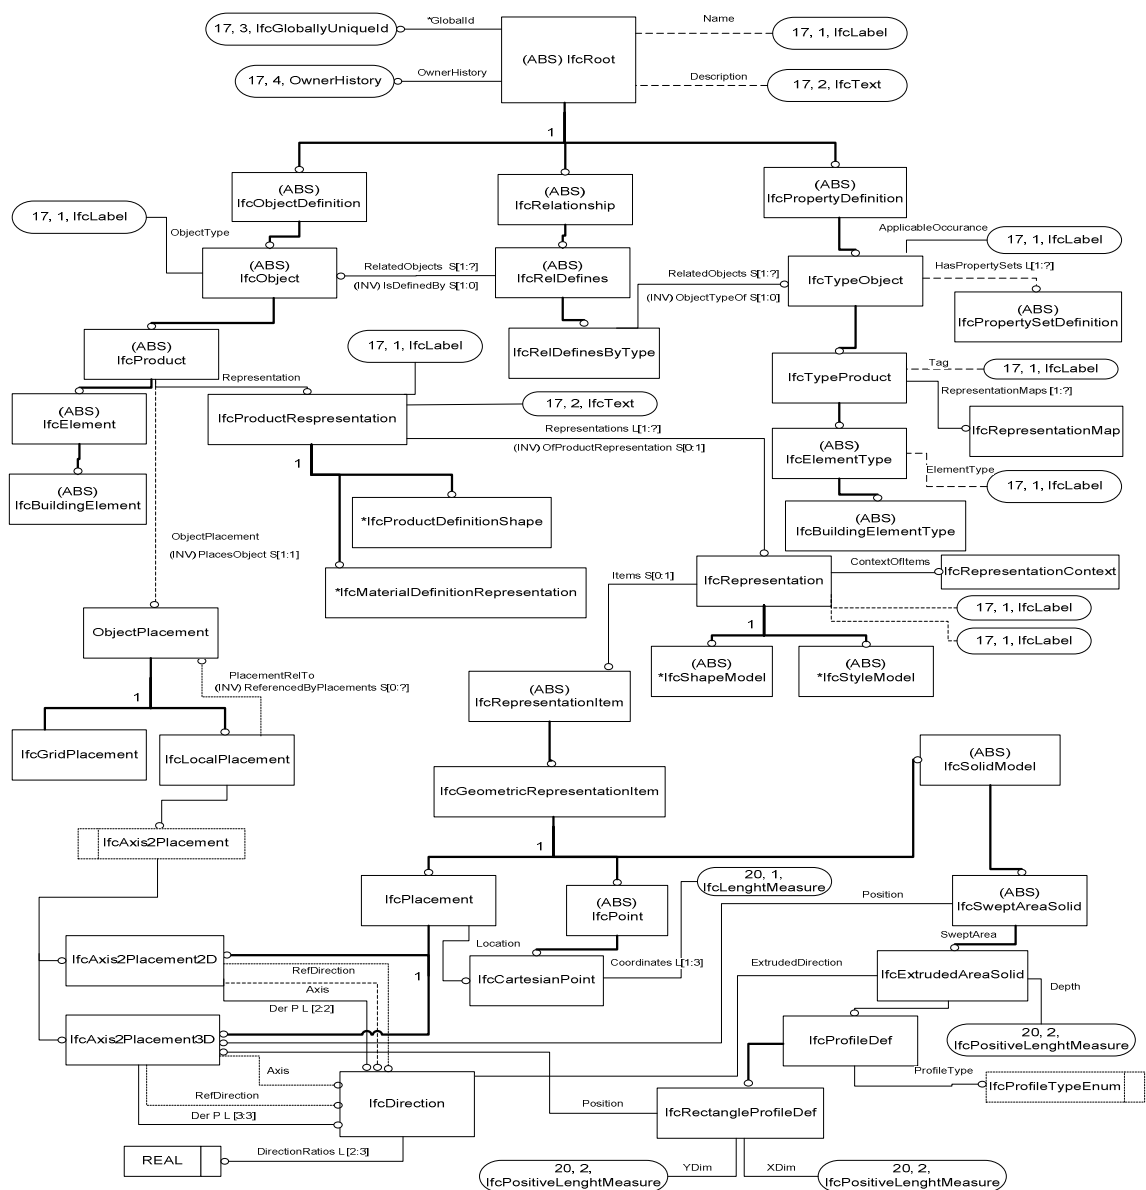 *GlobalId
Name
17, 3, IfcGloballyUniqueId
17, 1, IfcLabel
(ABS) IfcRoot
OwnerHistory
Description
17, 4, OwnerHistory
17, 2, IfcText
1
(ABS)
IfcObjectDefinition
(ABS)
IfcRelationship
(ABS)
IfcPropertyDefinition
17, 1, IfcLabel
ObjectType
ApplicableOccurance
17, 1, IfcLabel
(ABS)
IfcObject
RelatedObjects S[1:?]
(INV) IsDefinedBy S[1:0]
(ABS)
IfcRelDefines
RelatedObjects S[1:?]
(INV) ObjectTypeOf S[1:0]
IfcTypeObject
HasPropertySets L[1:?]
(ABS)
IfcPropertySetDefinition
(ABS)
IfcProduct
17, 1, IfcLabel
IfcRelDefinesByType
Representation
IfcTypeProduct
Tag
17, 1, IfcLabel
RepresentationMaps [1:?]
(ABS)
IfcElement
IfcProductRespresentation
17, 2, IfcText
Representations L[1:?]
(INV) OfProductRepresentation S[0:1]
IfcRepresentationMap
1
(ABS)
IfcElementType
ElementType
17, 1, IfcLabel
(ABS)
IfcBuildingElement
*IfcProductDefinitionShape
(ABS)
IfcBuildingElementType
ObjectPlacement
(INV) PlacesObject S[1:1]
*IfcMaterialDefinitionRepresentation
Items S[0:1]
IfcRepresentation
ContextOfItems
IfcRepresentationContext
17, 1, IfcLabel
17, 1, IfcLabel
1
ObjectPlacement
(ABS)
*IfcShapeModel
(ABS)
*IfcStyleModel
PlacementRelTo
(INV) ReferencedByPlacements S[0:?]
1
(ABS)
IfcRepresentationItem
IfcGridPlacement
IfcLocalPlacement
(ABS)
IfcSolidModel
IfcGeometricRepresentationItem
IfcAxis2Placement
1
20, 1,
IfcLenghtMeasure
IfcPlacement
(ABS)
IfcPoint
Position
(ABS)
IfcSweptAreaSolid
SweptArea
Location
IfcAxis2Placement2D
RefDirection
Axis
Der P L [2:2]
1
IfcCartesianPoint
Coordinates L[1:3]
ExtrudedDirection
IfcExtrudedAreaSolid
Depth
IfcAxis2Placement3D
IfcProfileDef
20, 2,
IfcPositiveLenghtMeasure
Axis
RefDirection
Der P L [3:3]
IfcDirection
ProfileType
IfcProfileTypeEnum
Position
IfcRectangleProfileDef
REAL
DirectionRatios L [2:3]
20, 2,
IfcPositiveLenghtMeasure
YDim
XDim
20, 2,
IfcPositiveLenghtMeasure